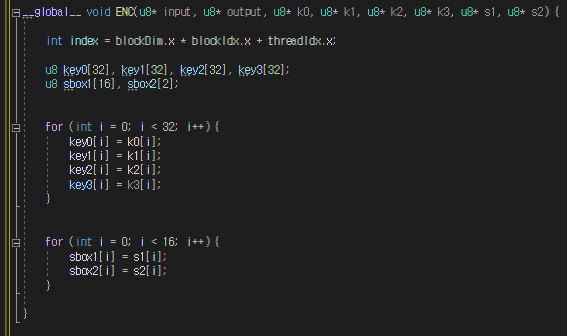 __global__ void ENC(u8* input, u8* output, u8* k0, u8* k1, u8* k2, u8* k3, u8* s1, u8* s2) {
int index = blockDim.x * blockIdx.x + threadIdx.x;
u8 key0[32], key1[32], key2[32], key3[32];
u8 sbox1[16], sbox2[2];
for (int i = 0; i < 32; i++) {
key0[i] = k0[i];
key1[i] = k1[i];
key2[i] = k2[i];
key3[i] = k3[i];
}
for (int i = 0; i < 16; i++) {
sbox1[i] = s1[i];
sbox2[i] = s2[i];
}
}